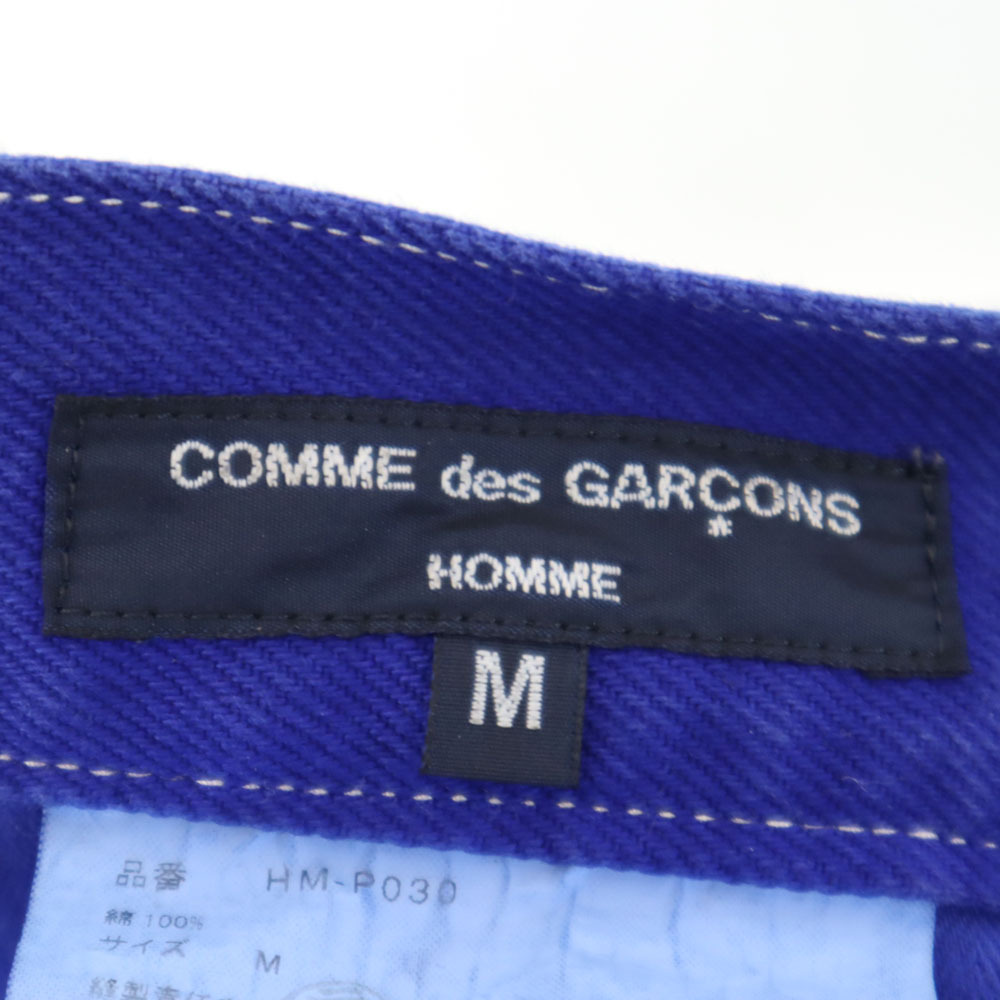 COMME des GARÇONS
HOMME
M
品番 HM-P030
綿 100%
サイズ M